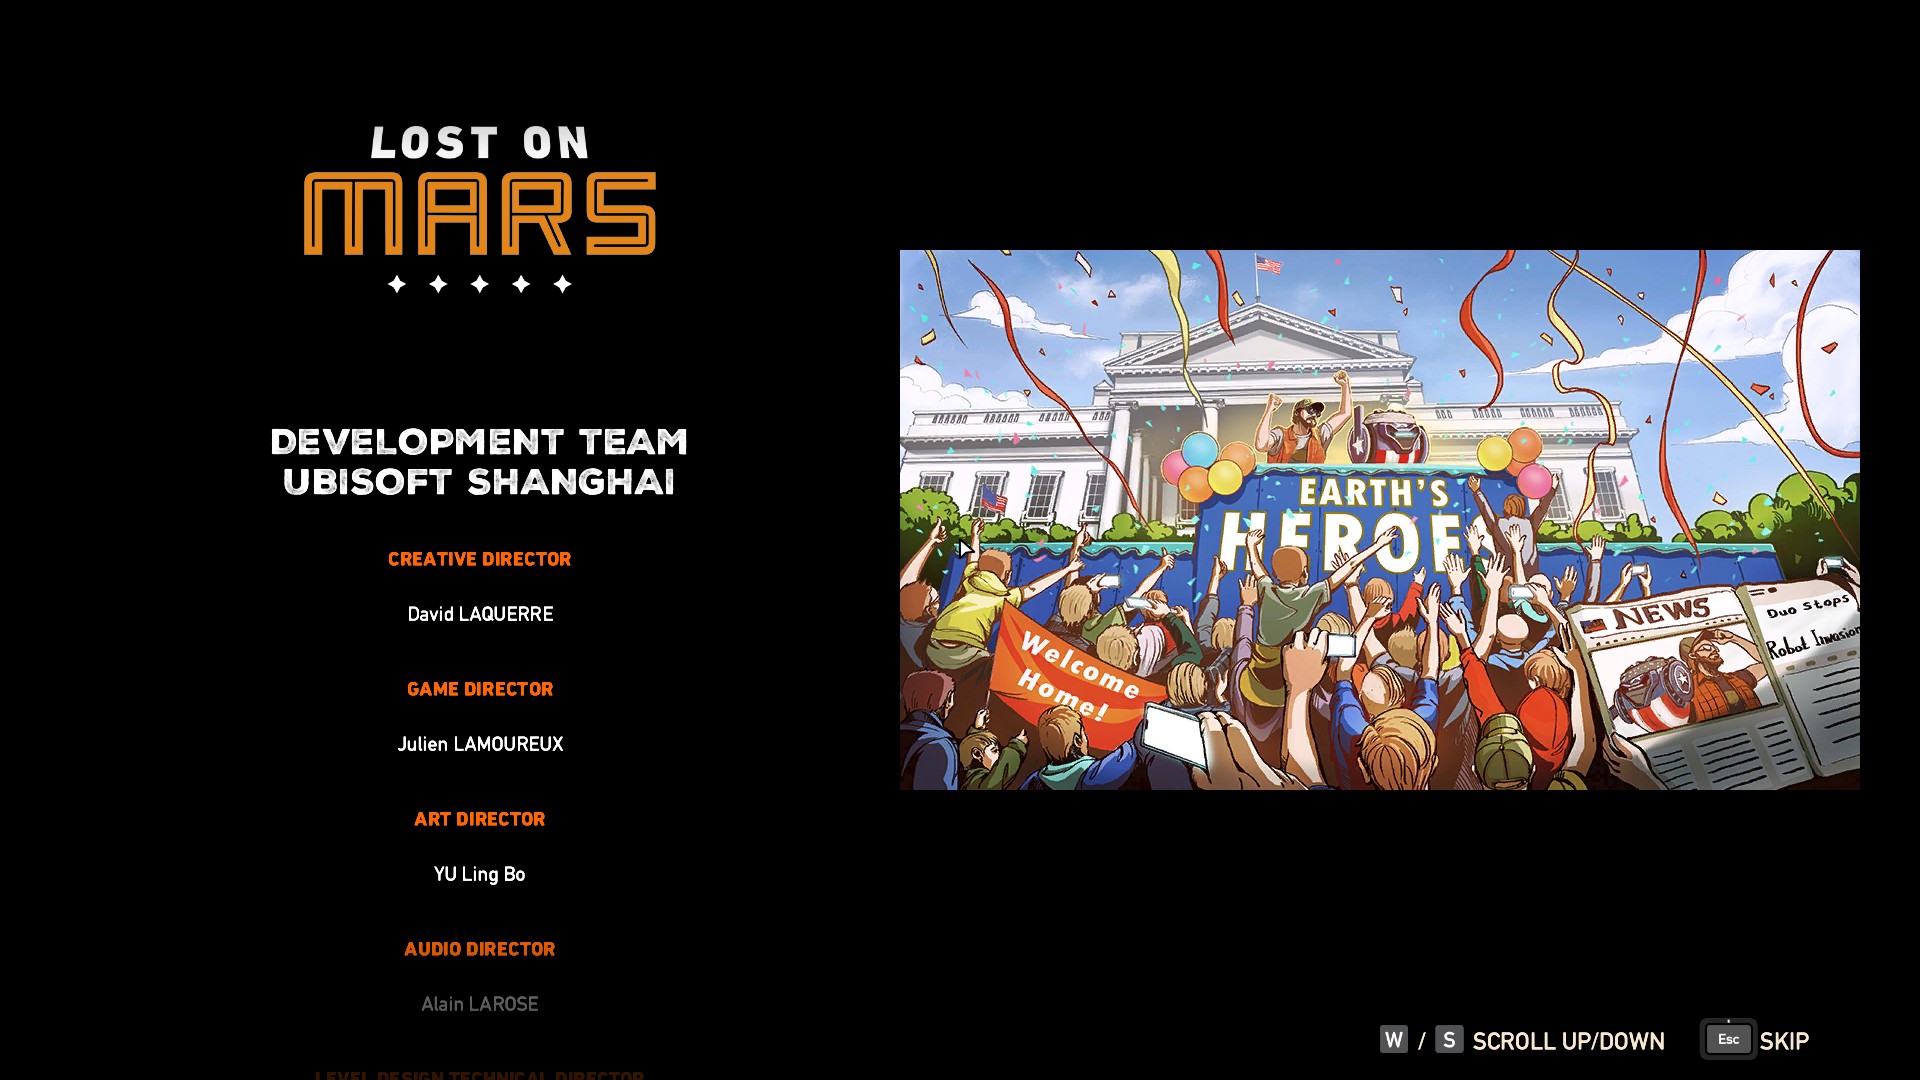 LOST ON
MARS
DEVELOPMENT TEAM
UBISOFT SHANGHAI
CREATIVE DIRECTOR
David LAQUERRE
GAME DIRECTOR
Julien LAMOUREUX
ART DIRECTOR
YU Ling Bo
AUDIO DIRECTOR
Alain LAROSE
LEVEL DESIGN TECHNICAL DIRECTOR
EARTH'S
HEROES
Welcome
Home!
NEWS
Duo Stops
Robot Invasion
W / S SCROLL UP/DOWN
Esc SKIP